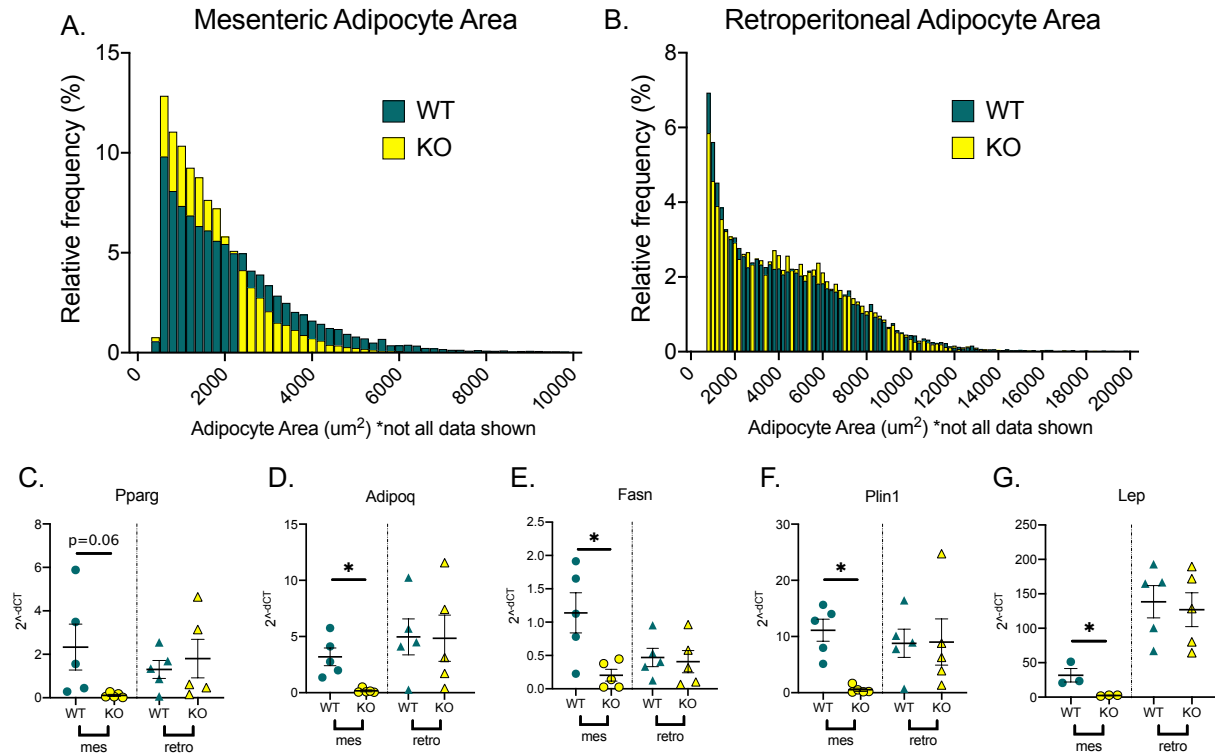 A.
Mesenteric Adipocyte Area
15
10
5
0
Relative frequency (%)
WT
KO
0
2000
4000
6000
8000
10000
Adipocyte Area (um²) *not all data shown
B.
Retroperitoneal Adipocyte Area
8
6
4
2
0
Relative frequency (%)
WT
KO
0
2000
4000
6000
8000
10000
12000
14000
16000
18000
20000
Adipocyte Area (um²) *not all data shown
C.
Pparg
8
6
4
2
0
2^-dCT
p=0.06
WT KO WT KO
mes retro
D.
Adipoq
15
10
5
0
2^-dCT
*
WT KO WT KO
mes retro
E.
Fasn
2.5
2.0
1.5
1.0
0.5
0.0
2^-dCT
*
WT KO WT KO
mes retro
F.
Plin1
30
20
10
0
2^-dCT
*
WT KO WT KO
mes retro
G.
Lep
250
200
150
100
50
0
2^-dCT
*
WT KO WT KO
mes retro